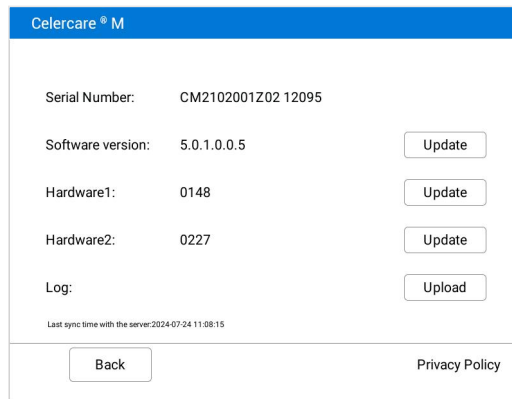 Celercare ® M
Serial Number: CM2102001Z02 12095
Software version: 5.0.1.0.0.5 Update
Hardware1: 0148 Update
Hardware2: 0227 Update
Log: Upload
Last sync time with the server:2024-07-24 11:08:15
Back Privacy Policy